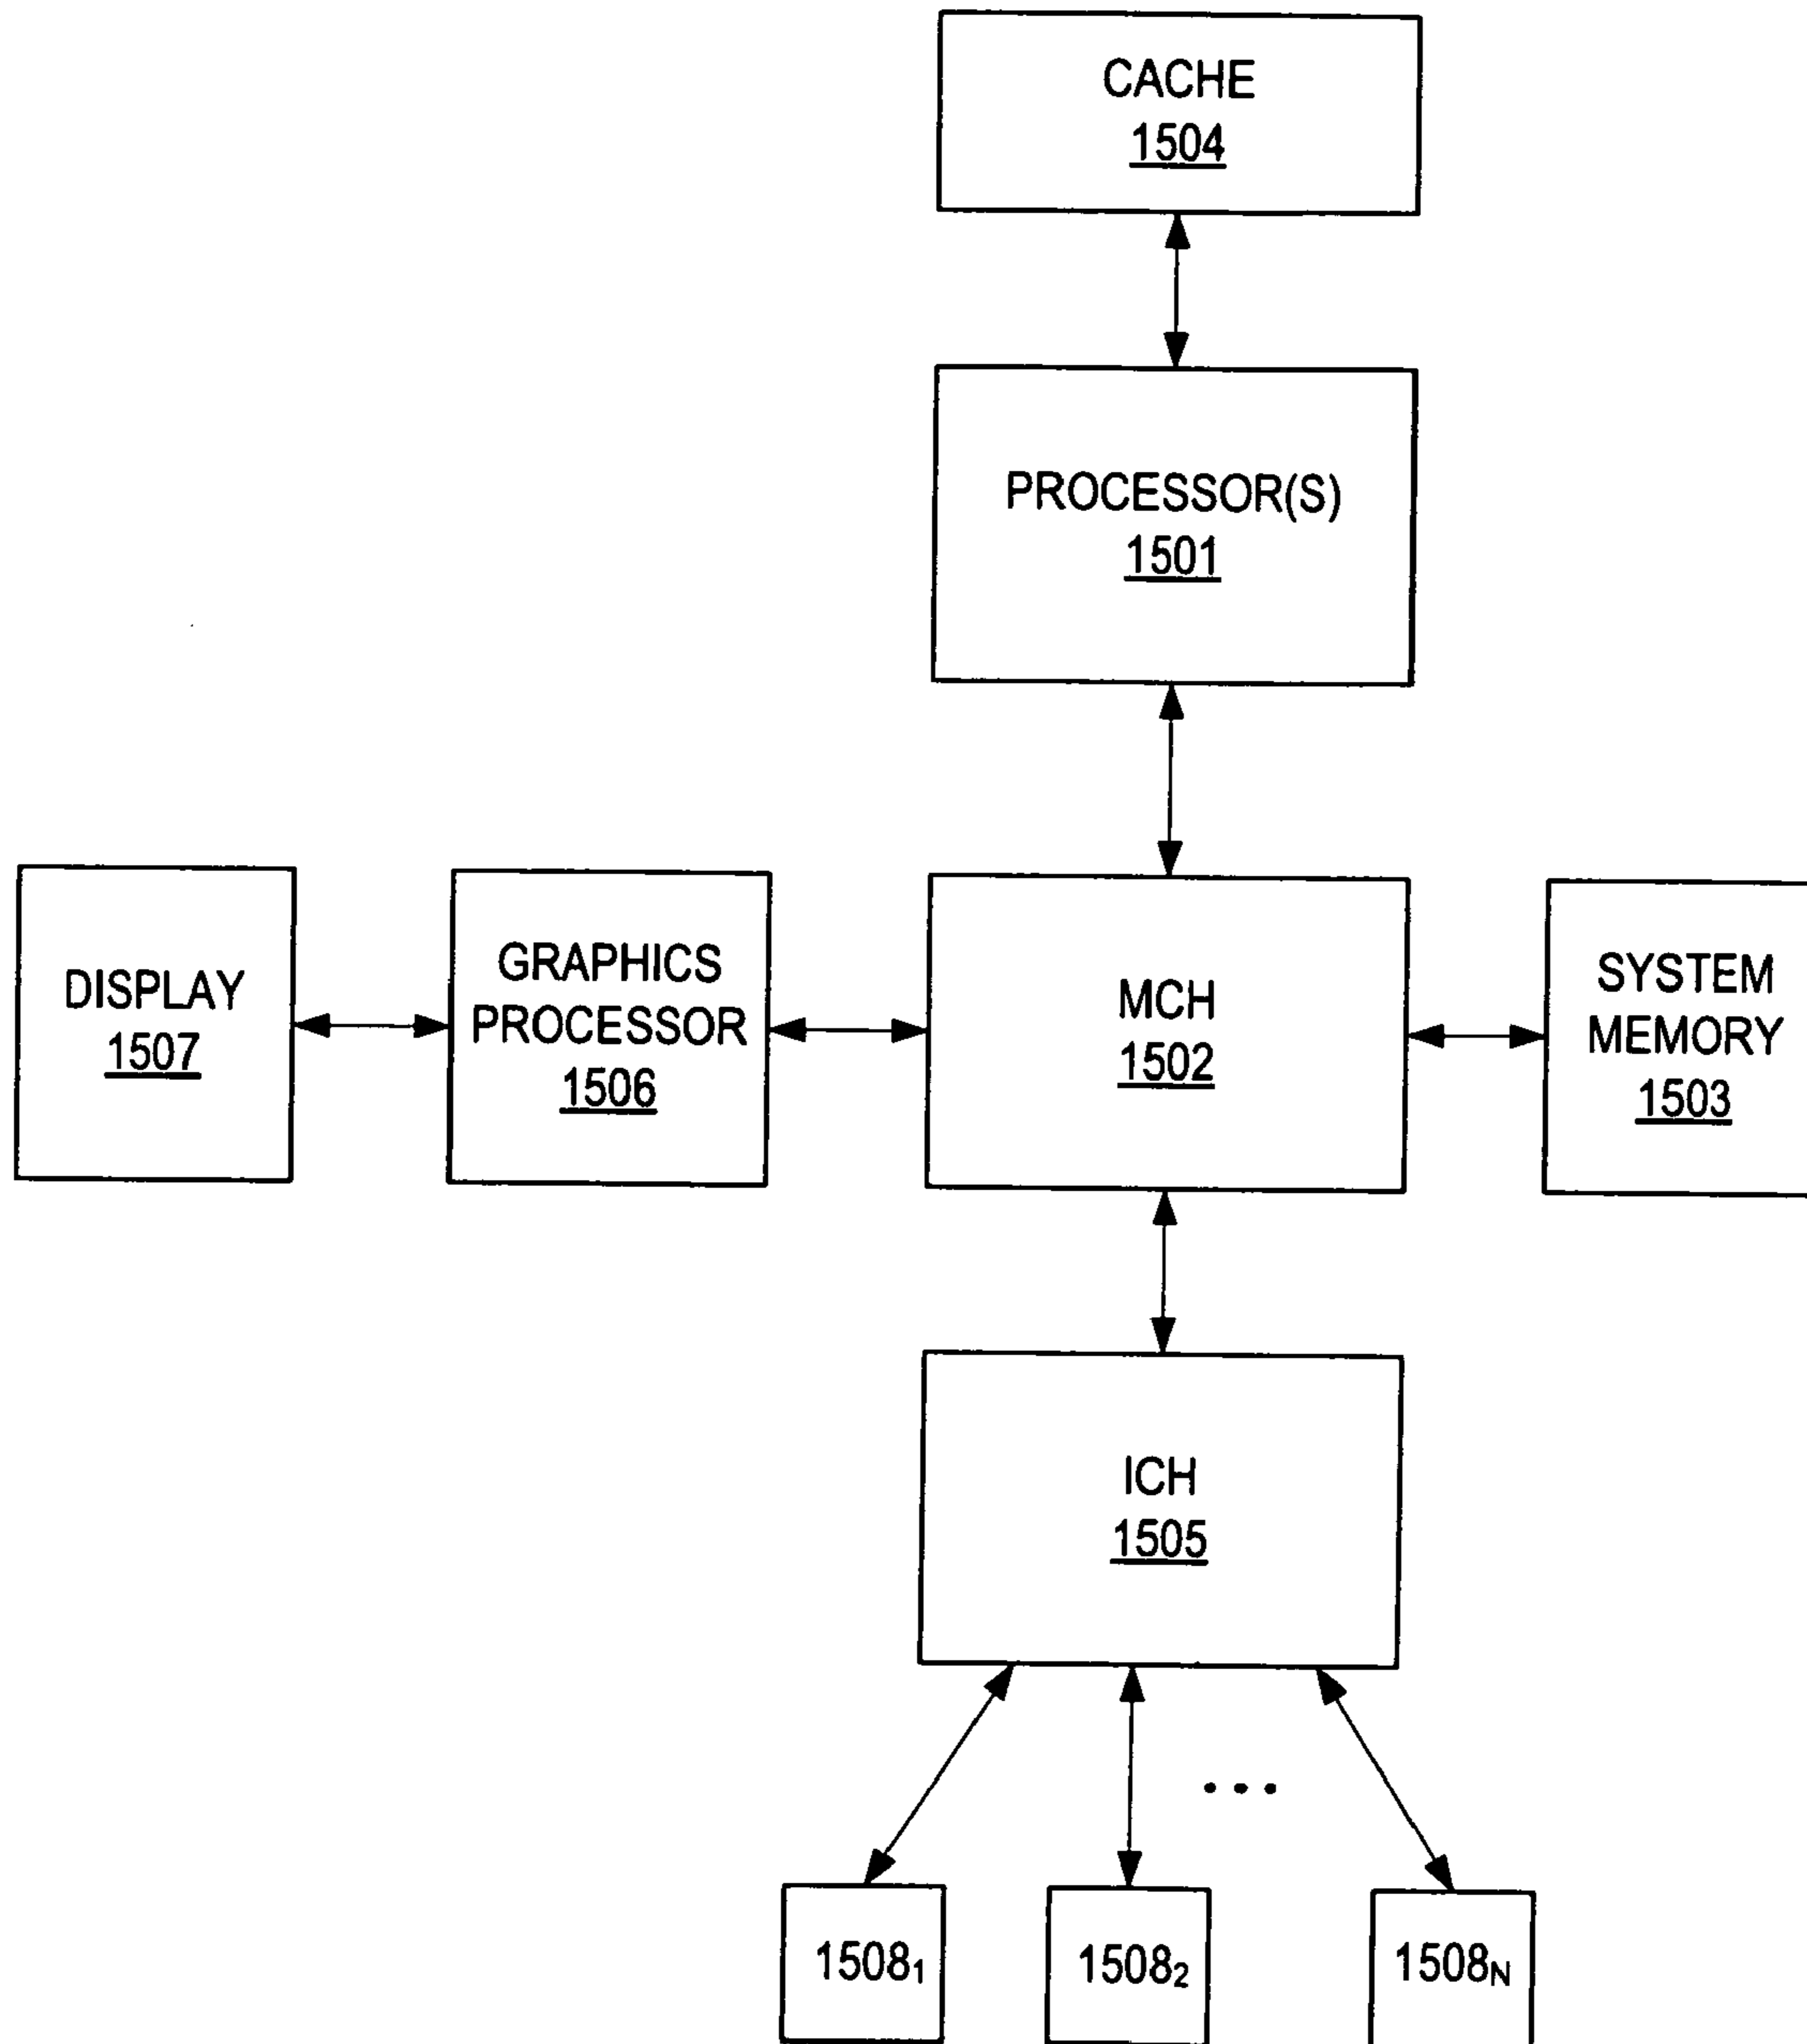 CACHE
1504
PROCESSOR(S)
1501
DISPLAY
1507
GRAPHICS
PROCESSOR
1506
MCH
1502
SYSTEM
MEMORY
1503
ICH
1505
• • •
1508₁
1508₂
1508N